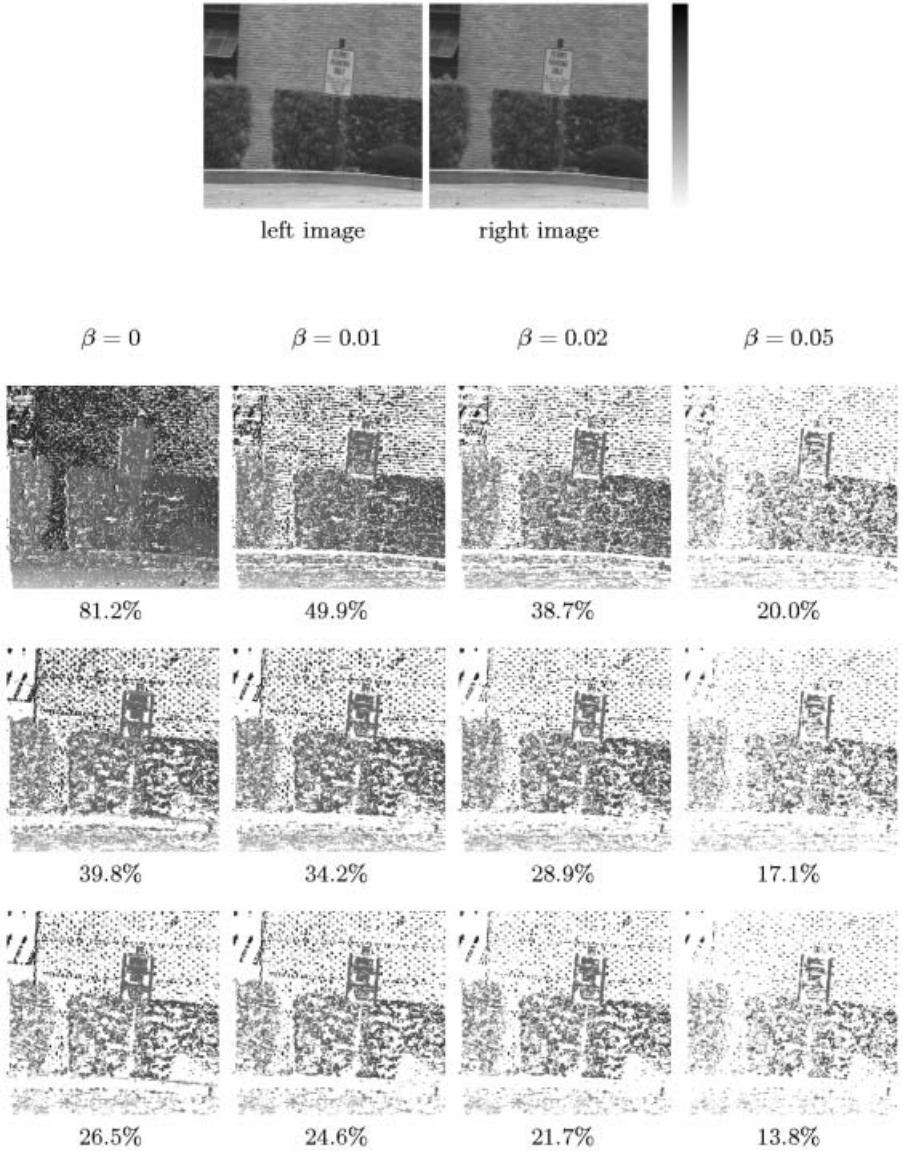 left image right image
β = 0 β = 0.01 β = 0.02 β = 0.05
81.2% 49.9% 38.7% 20.0%
39.8% 34.2% 28.9% 17.1%
26.5% 24.6% 21.7% 13.8%